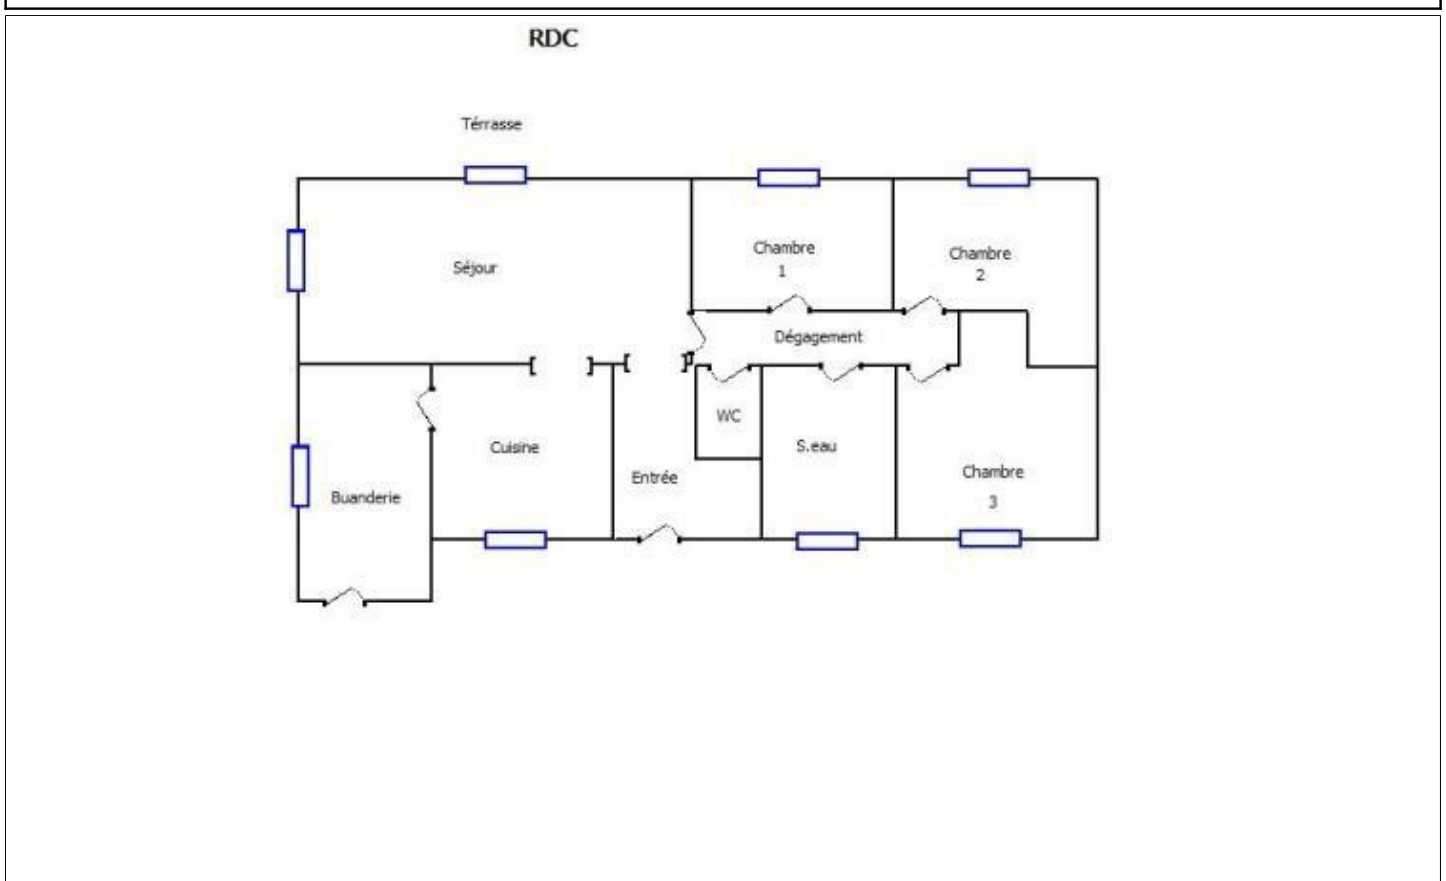 RDC
Térrasse
Chambre
1
Chambre
2
Séjour
Dégagement
WC
S.eau
Cuisine
Entrée
Chambre
3
Buanderie